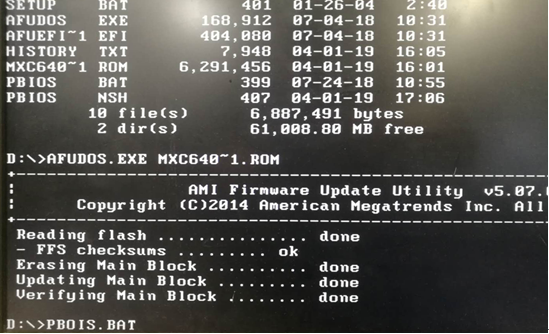 SETUP    BAT           401  01-26-04   2:40
AFUDOS   EXE       168,912  07-04-18  10:31
AFUEFI~1 EFI       404,080  07-04-18  10:31
HISTORY  TXT         7,948  04-01-19  16:05
MXC640~1 ROM     6,291,456  04-01-19  16:01
PBIOS    BAT           399  07-24-18  10:55
PBIOS    NSH           407  04-01-19  17:06
10 file(s)      6,887,491 bytes
2 dir(s)       61,008.80 MB free
D:\>AFUDOS.EXE MXC640~1.ROM
AMI Firmware Update Utility  v5.07.
Copyright (C)2014 American Megatrends Inc. All
Reading flash ............... done
- FFS checksums ......... ok
Erasing Main Block .......... done
Updating Main Block ......... done
Verifying Main Block ........ done
D:\>PBOIS.BAT